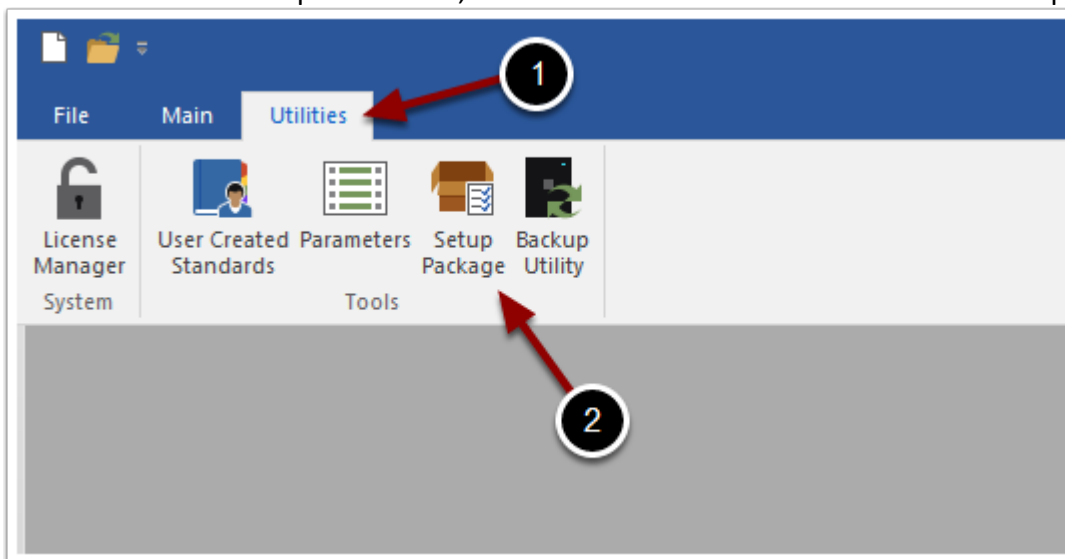 1
File Main Utilities
License Manager
User Created Standards
Parameters
Setup Package
Backup Utility
System
Tools
2